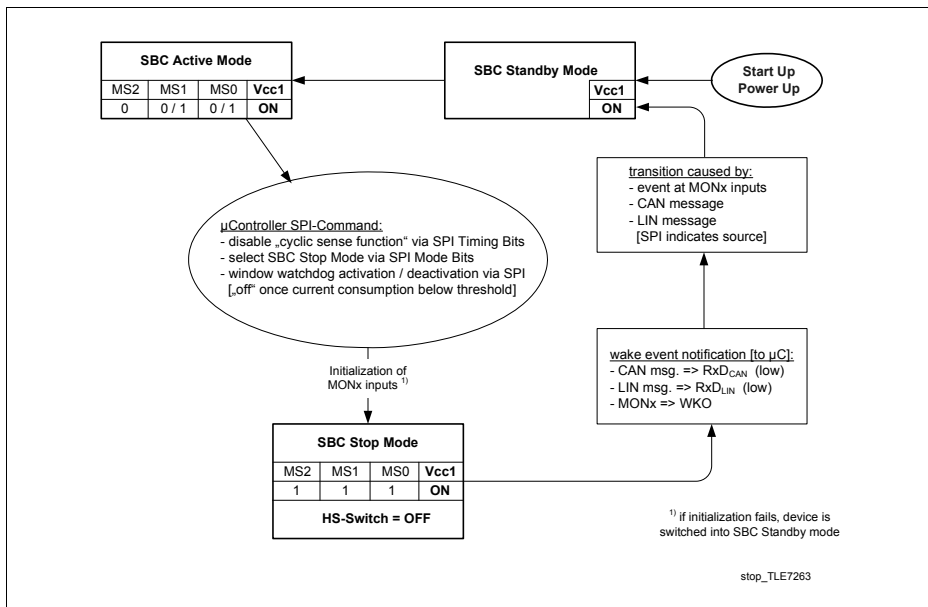 SBC Active Mode
MS2 MS1 MS0 Vcc1
0 0 / 1 0 / 1 ON
SBC Standby Mode
Vcc1
ON
Start Up
Power Up
transition caused by:
- event at MONx inputs
- CAN message
- LIN message
[SPI indicates source]
µController SPI-Command:
- disable „cyclic sense function“ via SPI Timing Bits
- select SBC Stop Mode via SPI Mode Bits
- window watchdog activation / deactivation via SPI
[„off“ once current consumption below threshold]
Initialization of
MONx inputs 1)
wake event notification [to µC]:
- CAN msg. => RxDCAN (low)
- LIN msg. => RxDLIN (low)
- MONx => WKO
SBC Stop Mode
MS2 MS1 MS0 Vcc1
1 1 1 ON
HS-Switch = OFF
1) if initialization fails, device is
switched into SBC Standby mode
stop_TLE7263